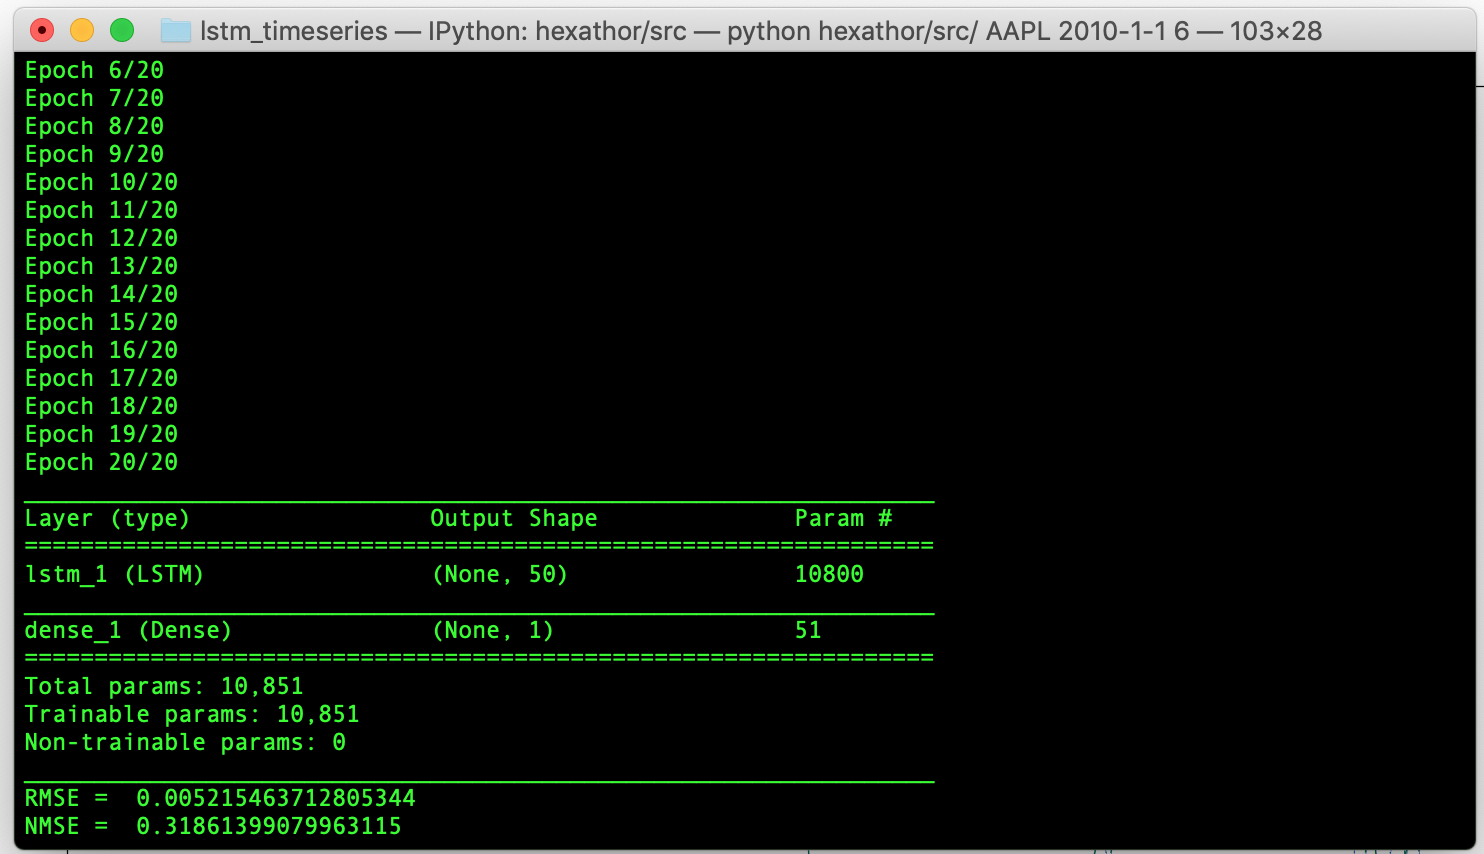 lstm_timeseries — IPython: hexathor/src — python hexathor/src/ AAPL 2010-1-1 6 — 103×28
Epoch 6/20
Epoch 7/20
Epoch 8/20
Epoch 9/20
Epoch 10/20
Epoch 11/20
Epoch 12/20
Epoch 13/20
Epoch 14/20
Epoch 15/20
Epoch 16/20
Epoch 17/20
Epoch 18/20
Epoch 19/20
Epoch 20/20
_________________________________________________________________
Layer (type)                 Output Shape              Param #
=================================================================
lstm_1 (LSTM)                (None, 50)                10800
_________________________________________________________________
dense_1 (Dense)              (None, 1)                 51
=================================================================
Total params: 10,851
Trainable params: 10,851
Non-trainable params: 0
_________________________________________________________________
RMSE =  0.005215463712805344
NMSE =  0.31861399079963115